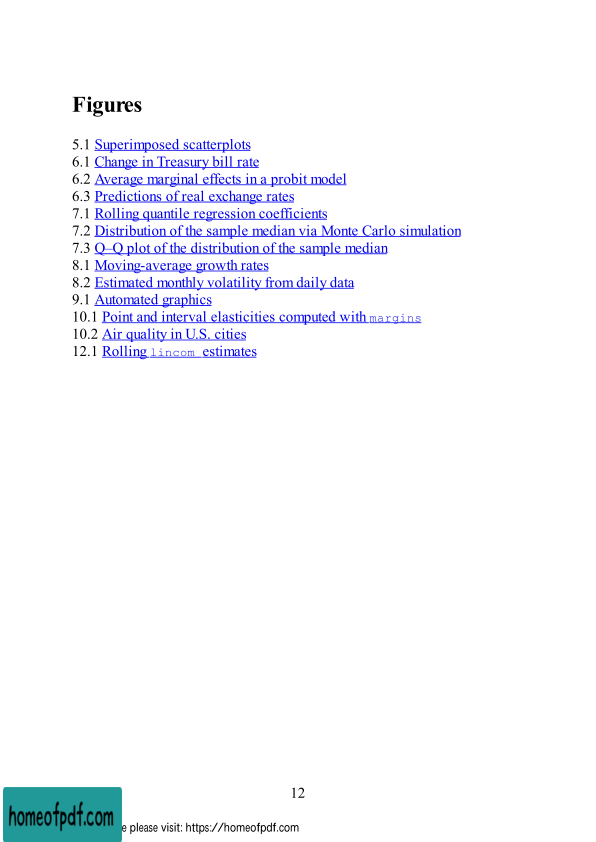 Figures
5.1 Superimposed scatterplots
6.1 Change in Treasury bill rate
6.2 Average marginal effects in a probit model
6.3 Predictions of real exchange rates
7.1 Rolling quantile regression coefficients
7.2 Distribution of the sample median via Monte Carlo simulation
7.3 Q–Q plot of the distribution of the sample median
8.1 Moving-average growth rates
8.2 Estimated monthly volatility from daily data
9.1 Automated graphics
10.1 Point and interval elasticities computed with margins
10.2 Air quality in U.S. cities
12.1 Rolling lincom estimates
12
homeofpdf.com
e please visit: https://homeofpdf.com